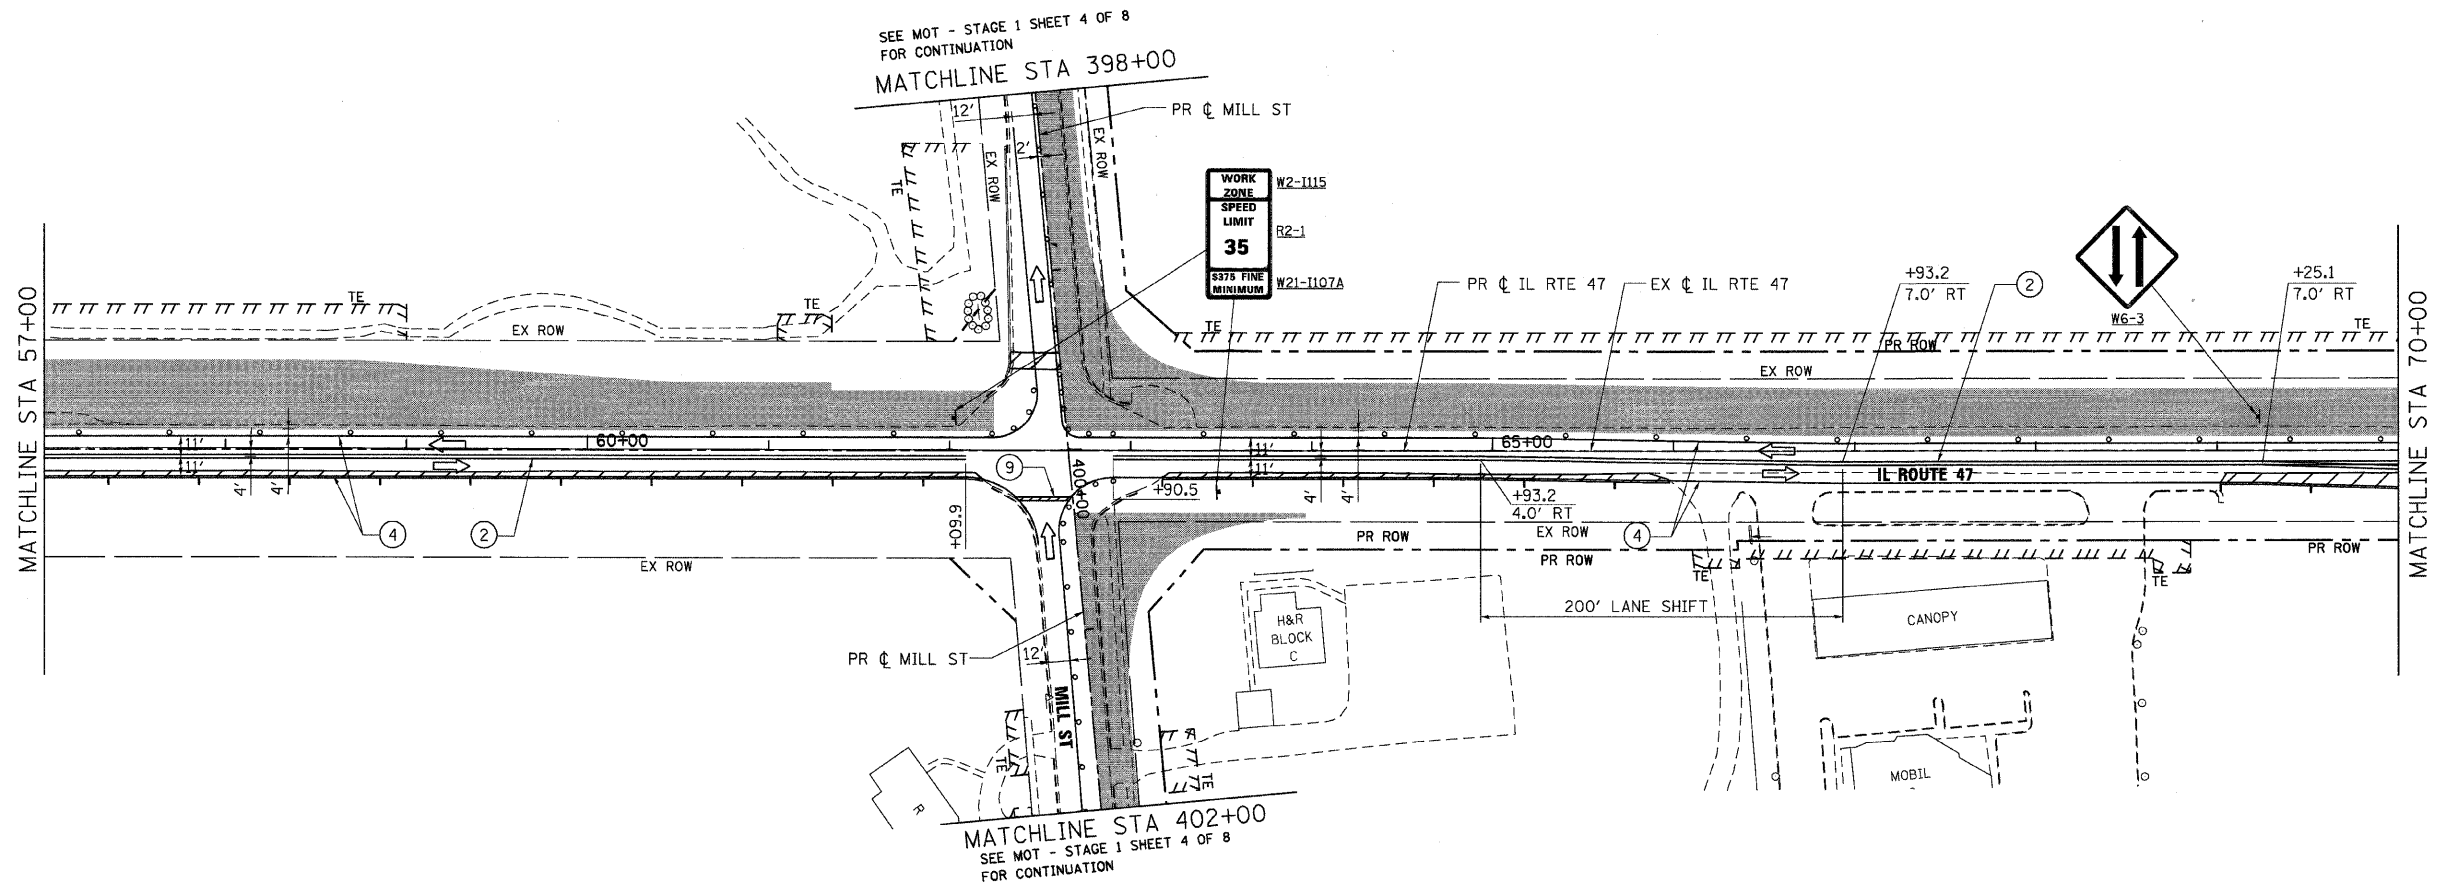 SEE MOT - STAGE 1 SHEET 4 OF 8
FOR CONTINUATION
MATCHLINE STA 398+00
12'
PR ℄ MILL ST
2'
EX ROW
EX ROW
TE
WORK
ZONE
SPEED
LIMIT
35
$375 FINE
MINIMUM
W2-I115
R2-1
W21-I107A
PR ℄ IL RTE 47
EX ℄ IL RTE 47
+93.2
7.0' RT
2
W6-3
+25.1
7.0' RT
MATCHLINE STA 57+00
MATCHLINE STA 70+00
TE
TE
EX ROW
TE
TE
PR ROW
EX ROW
11'
11'
4'
4'
60+00
9
400+00
11'
11'
4'
4'
65+00
IL ROUTE 47
+90.5
+93.2
4.0' RT
4
2
+09.9
EX ROW
PR ROW
EX ROW
PR ROW
4
PR ROW
TE
TE
200' LANE SHIFT
CANOPY
H&R
BLOCK
C
PR ℄ MILL ST
12'
MILL ST
TE
TE
R
MOBIL
MATCHLINE STA 402+00
SEE MOT - STAGE 1 SHEET 4 OF 8
FOR CONTINUATION